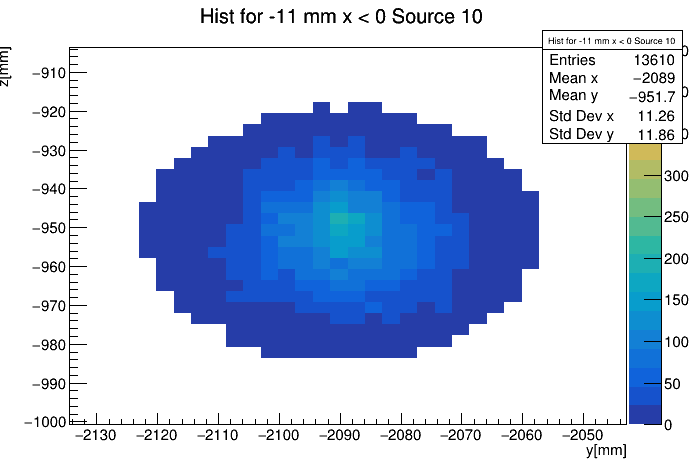 Hist for -11 mm x < 0 Source 10
z[mm]
Hist for -11 mm x < 0 Source 10
Entries 13610
Mean x −2089
Mean y −951.7
Std Dev x 11.26
Std Dev y 11.86
−910
−920
−930
−940
−950
−960
−970
−980
−990
−1000
−2130 −2120 −2110 −2100 −2090 −2080 −2070 −2060 −2050
y[mm]
300
250
200
150
100
50
0